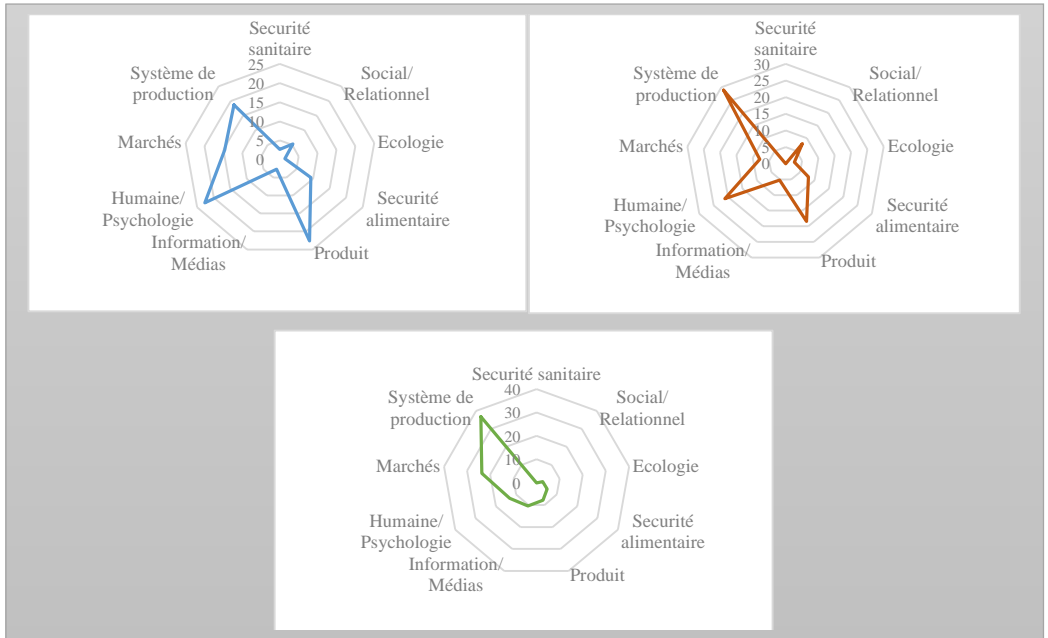 Securité
sanitaire
25
20
15
10
5
0
Social/
Relationnel
Ecologie
Securité
alimentaire
Produit
Information/
Médias
Humaine/
Psychologie
Marchés
Système de
production
Securité
sanitaire
30
25
20
15
10
5
0
Social/
Relationnel
Ecologie
Securité
alimentaire
Produit
Information/
Médias
Humaine/
Psychologie
Marchés
Système de
production
Securité sanitaire
40
30
20
10
0
Social/
Relationnel
Ecologie
Securité
alimentaire
Produit
Information/
Médias
Humaine/
Psychologie
Marchés
Système de
production